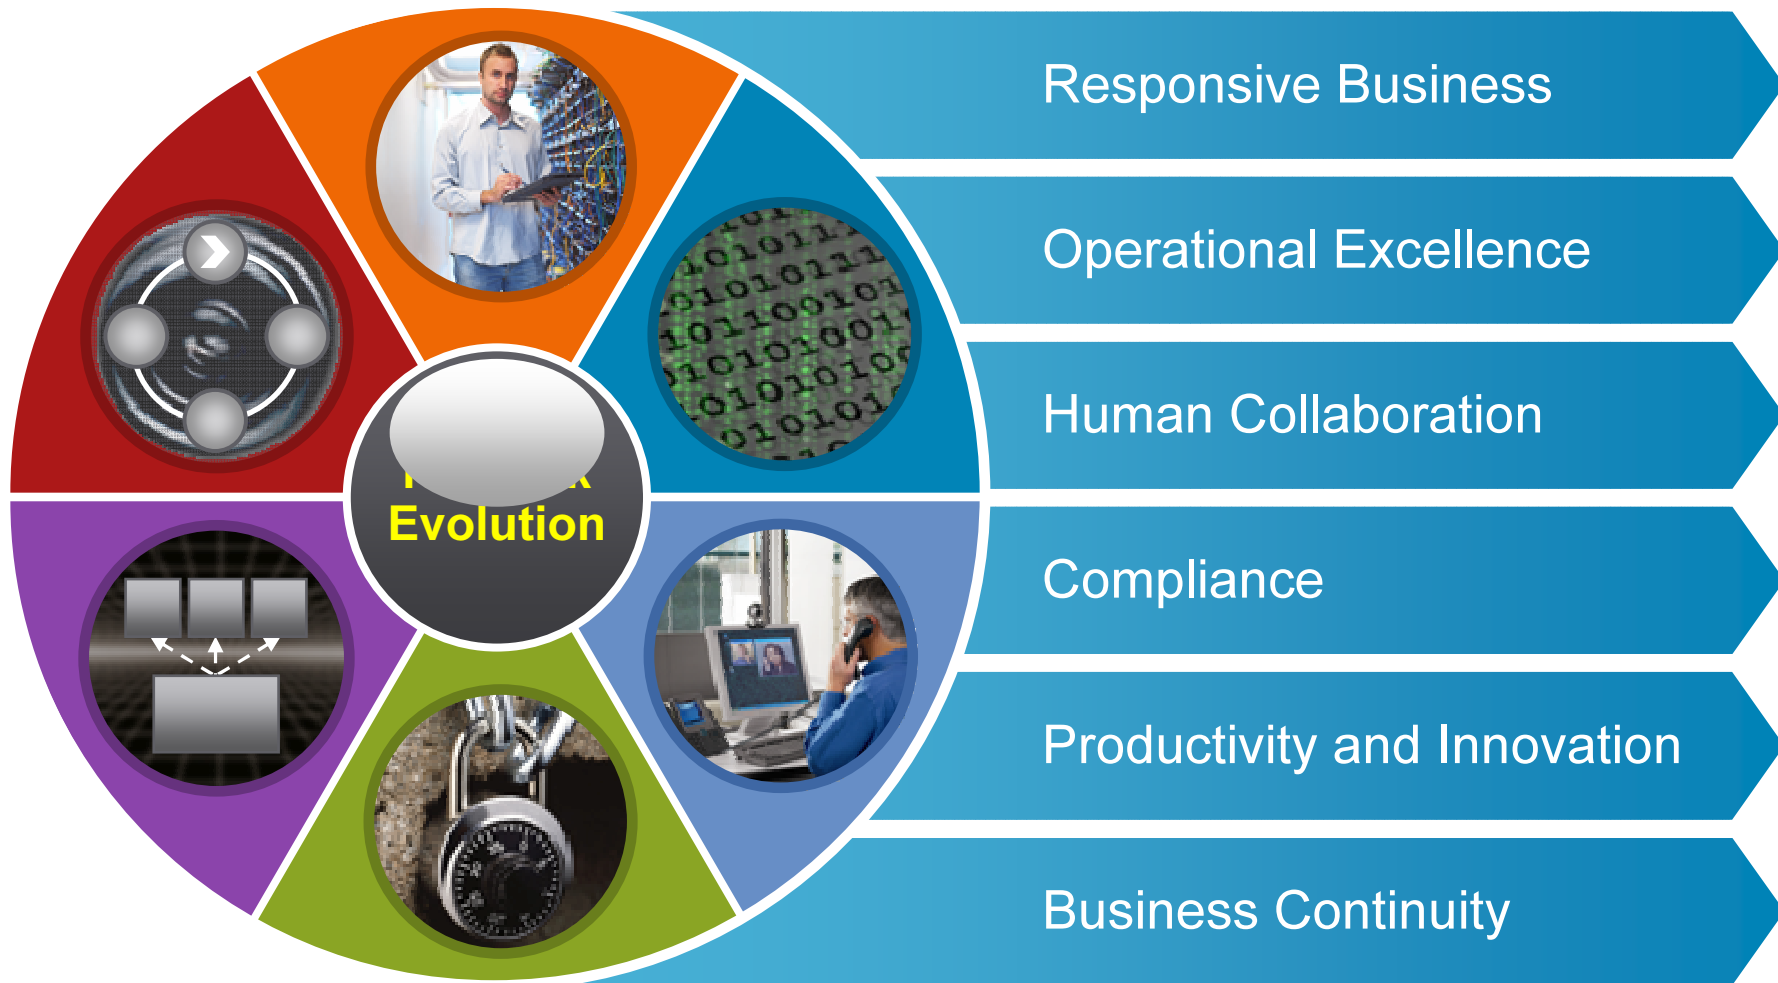 Evolution
Responsive Business
Operational Excellence
Human Collaboration
Compliance
Productivity and Innovation
Business Continuity